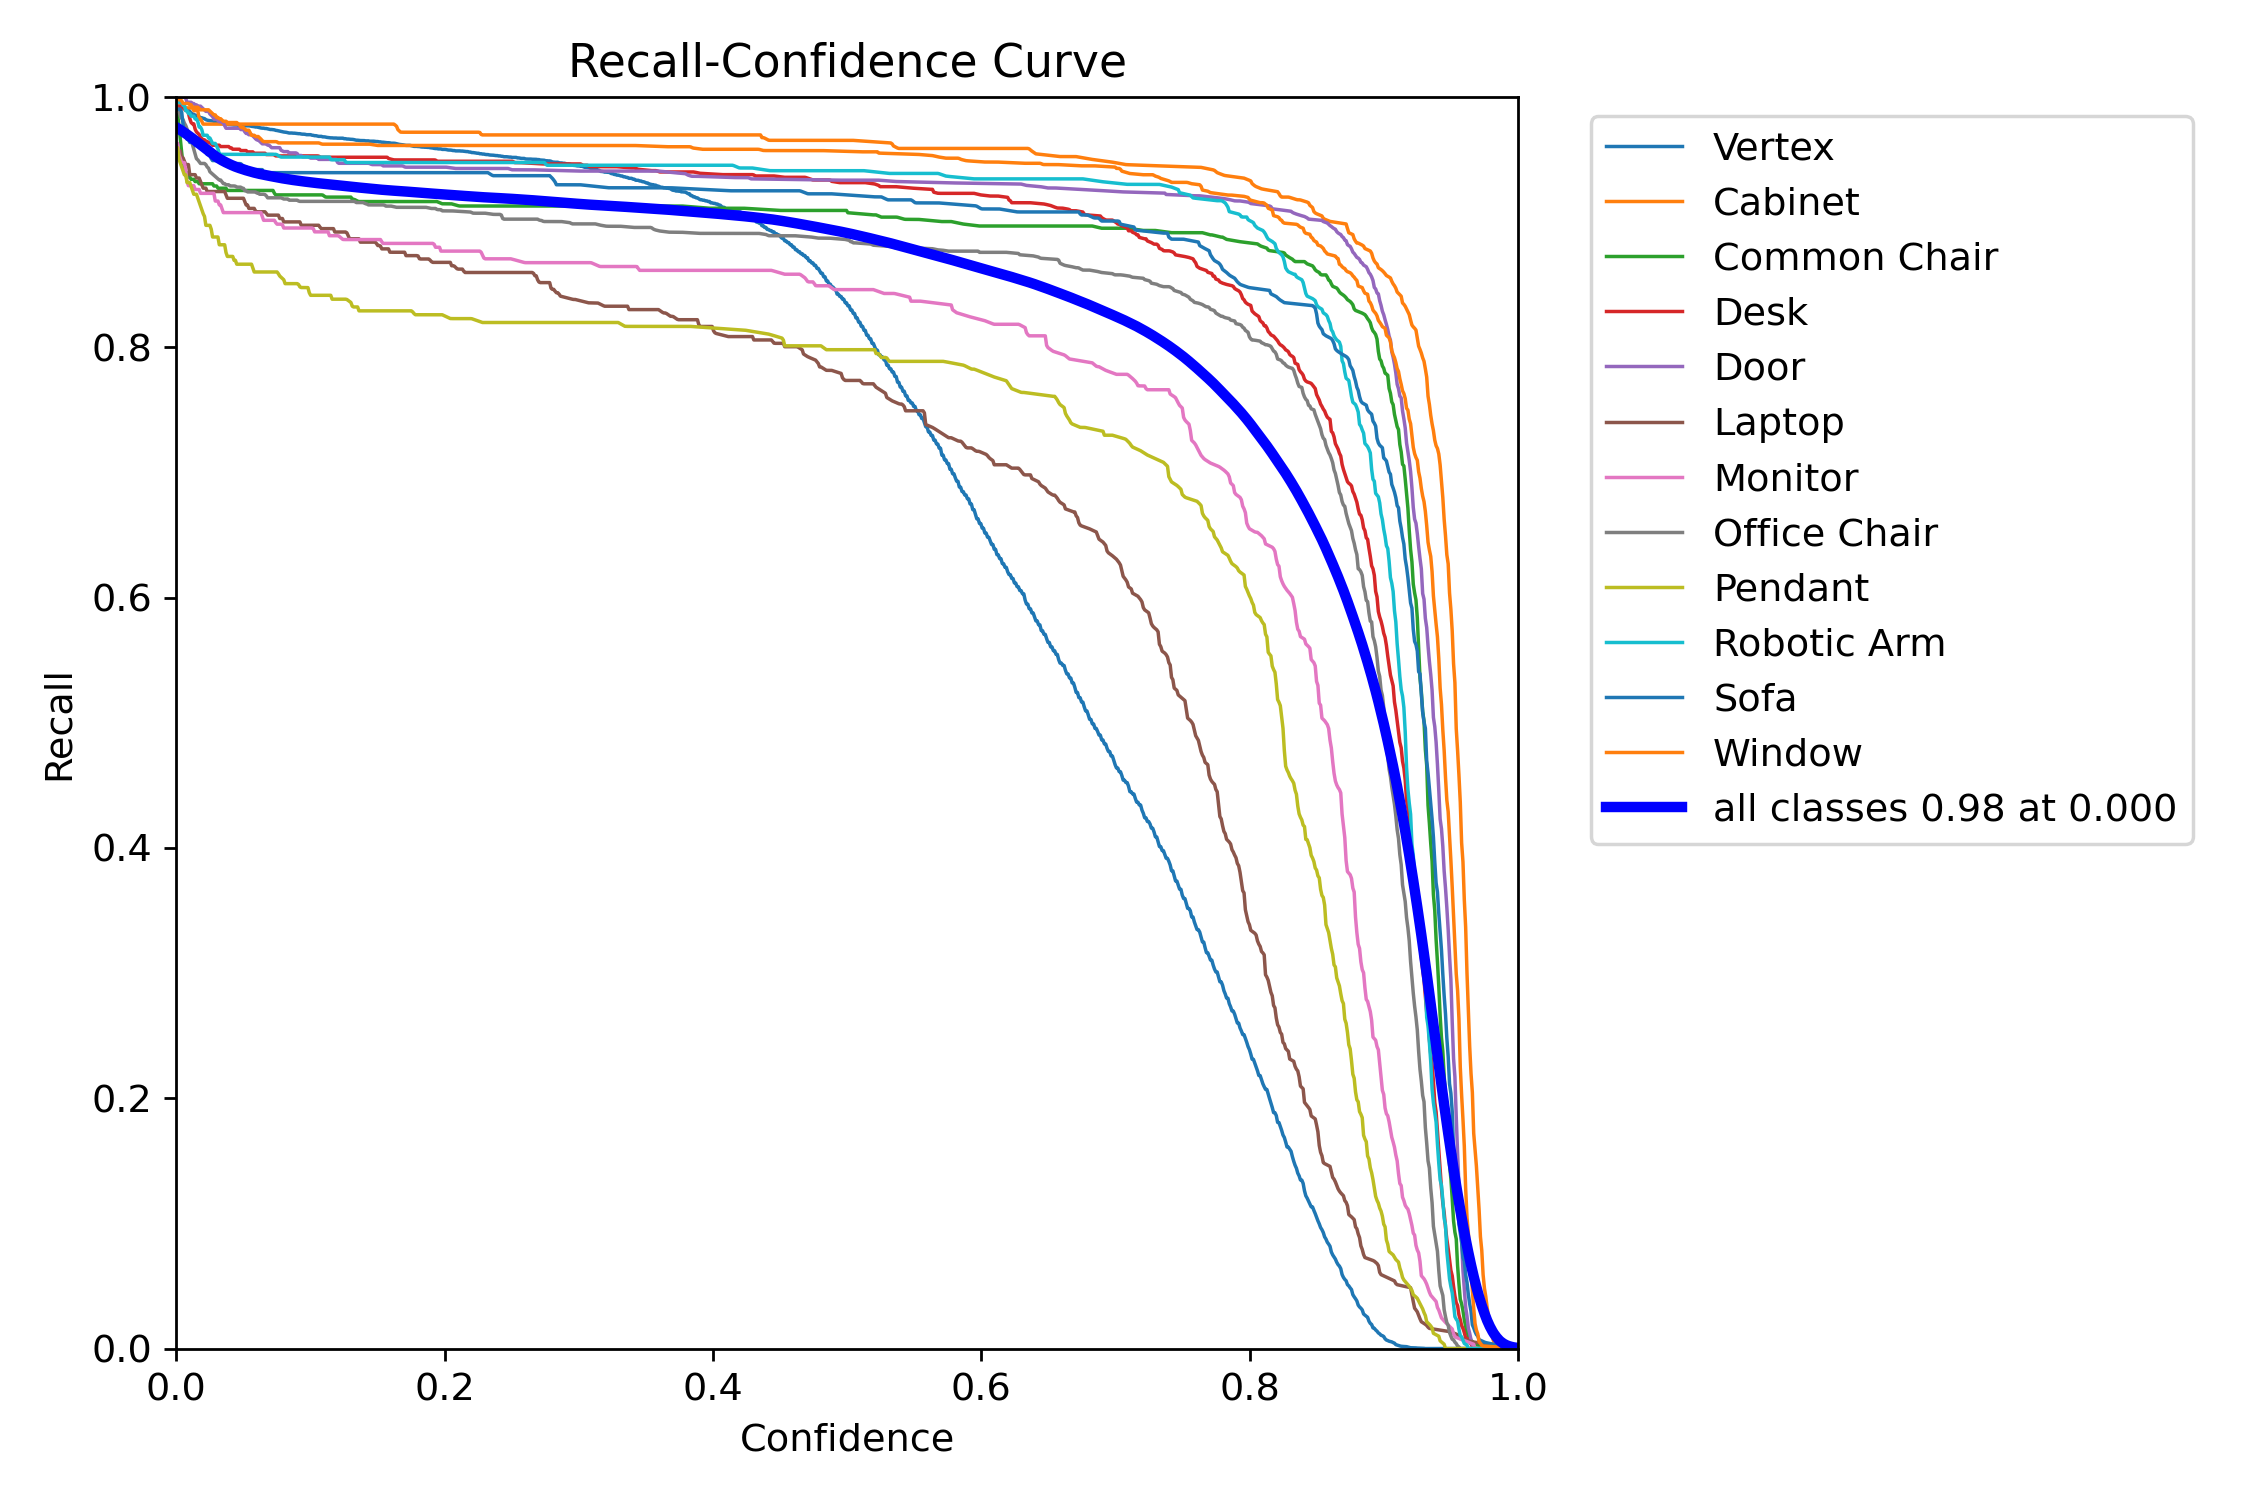 Recall-Confidence Curve
1.0
0.8
0.6
0.4
0.2
0.0
Recall
0.0 0.2 0.4 0.6 0.8 1.0
Confidence
Vertex
Cabinet
Common Chair
Desk
Door
Laptop
Monitor
Office Chair
Pendant
Robotic Arm
Sofa
Window
all classes 0.98 at 0.000